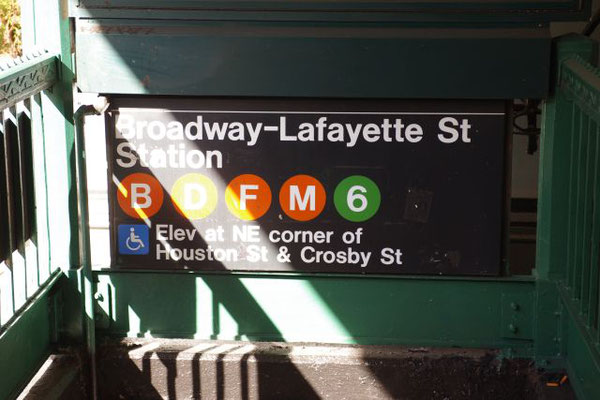 Broadway-Lafayette St
Station
B D F M 6
Elev at NE corner of
Houston St & Crosby St